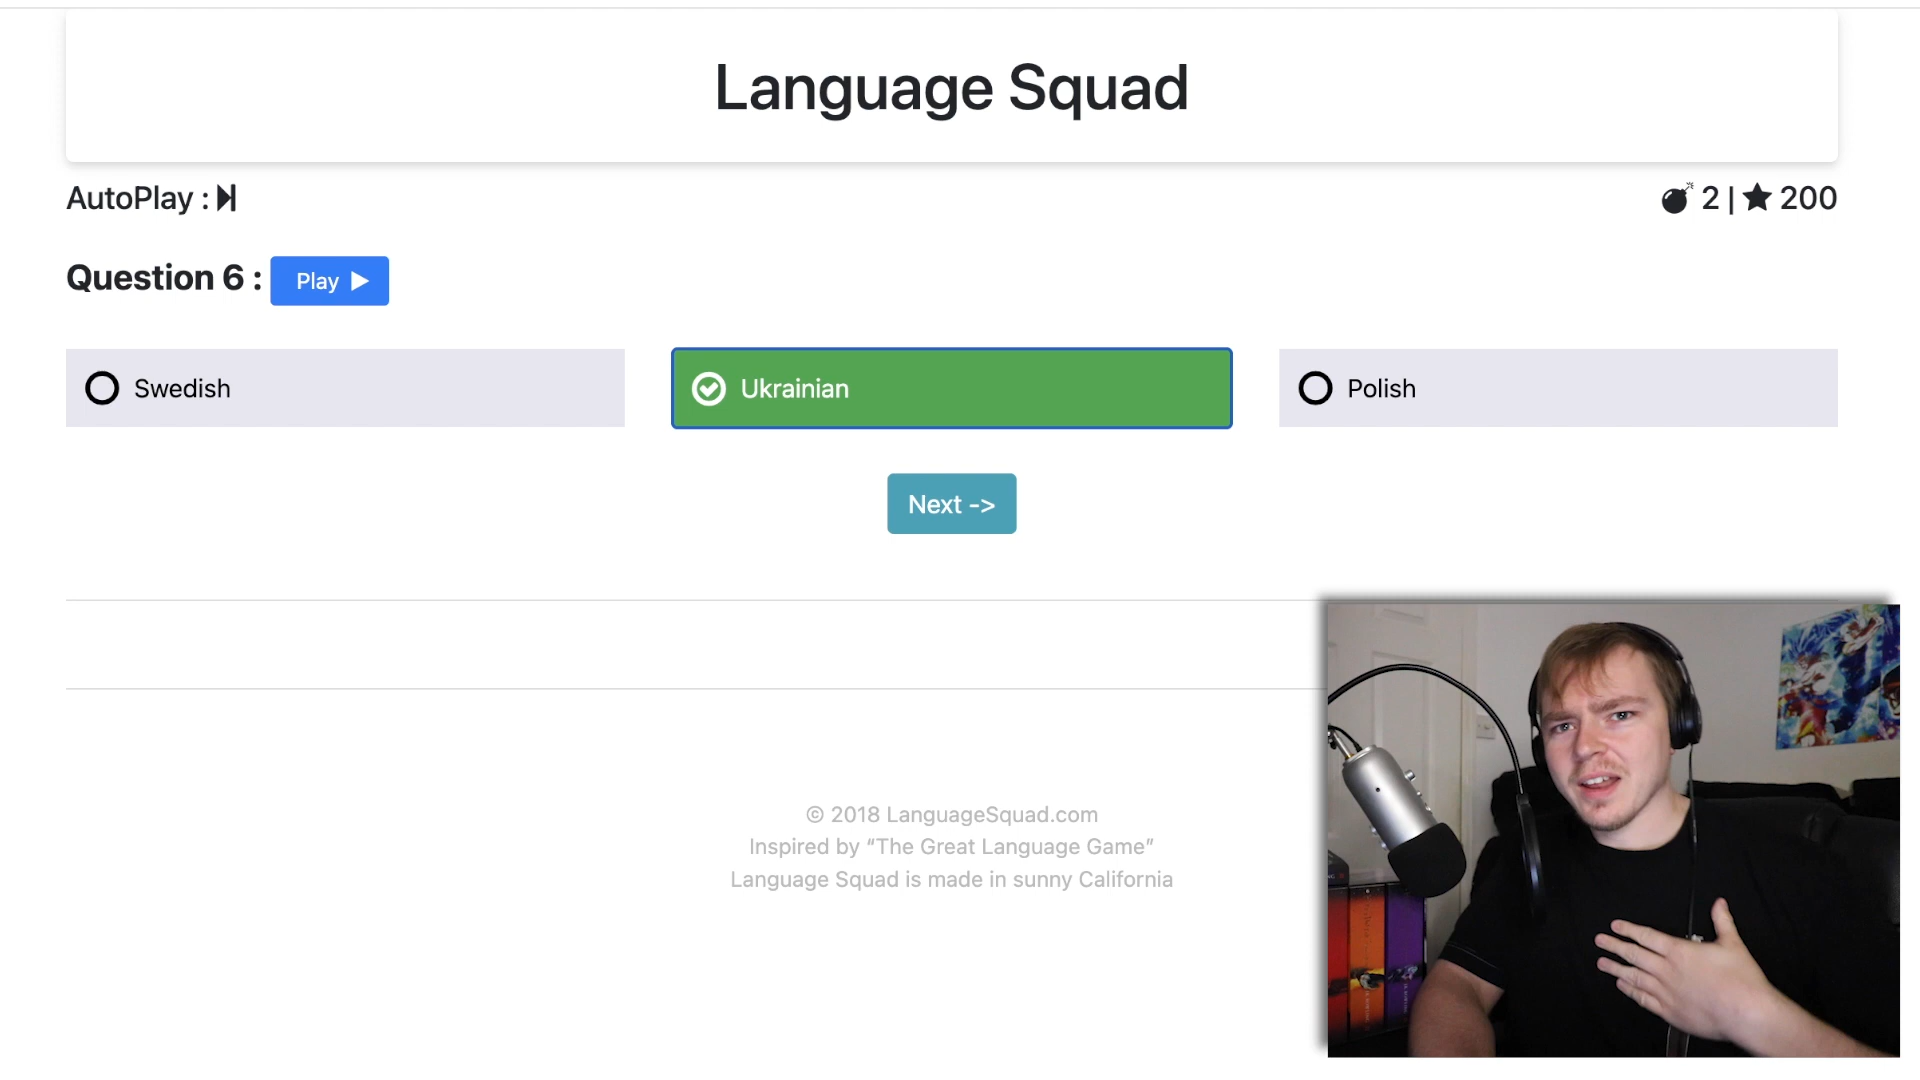 Language Squad
AutoPlay :
2 | 200
Question 6 : Play
Swedish
Ukrainian
Polish
Next ->
© 2018 LanguageSquad.com
Inspired by “The Great Language Game”
Language Squad is made in sunny California